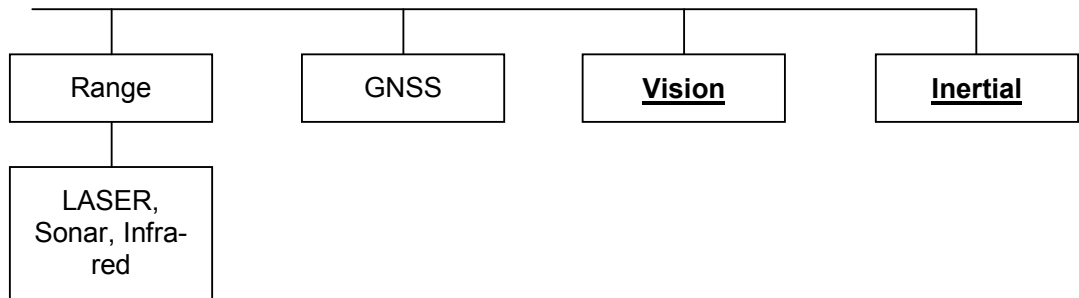 Range
GNSS
Vision
Inertial
LASER,
Sonar, Infra-
red